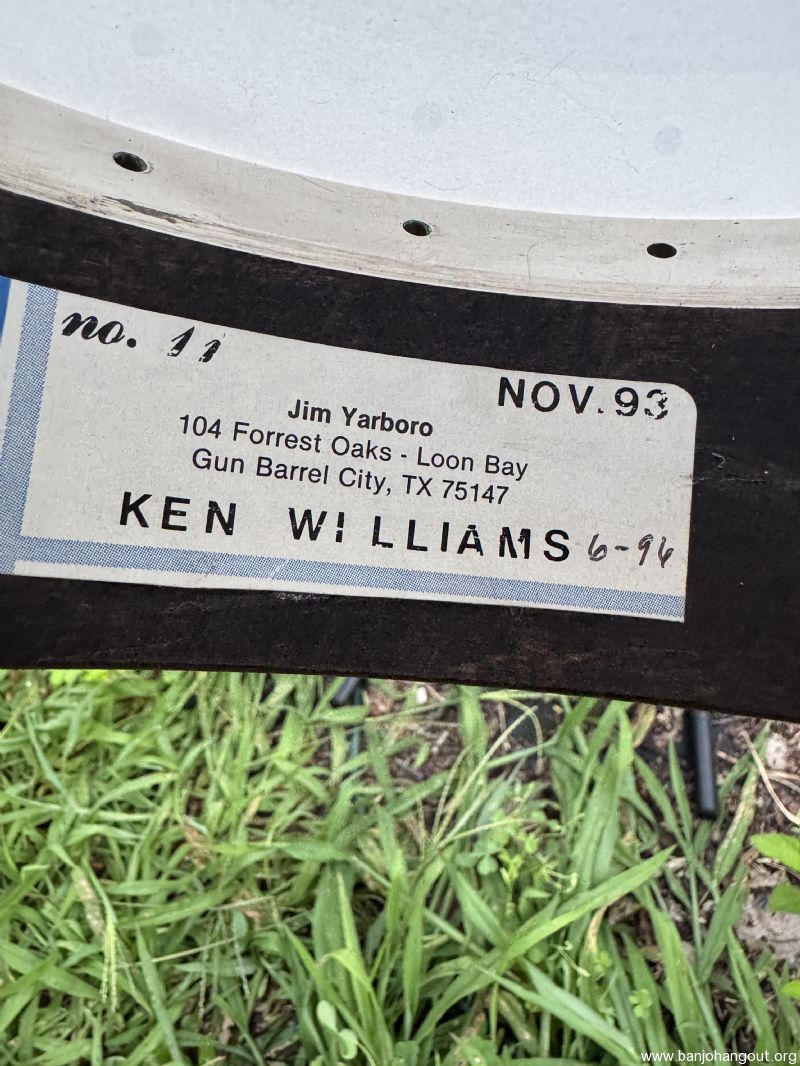 no. 11
NOV. 93
Jim Yarboro
104 Forrest Oaks - Loon Bay
Gun Barrel City, TX 75147
KEN WILLIAMS 6-96
www.banjohangout.org